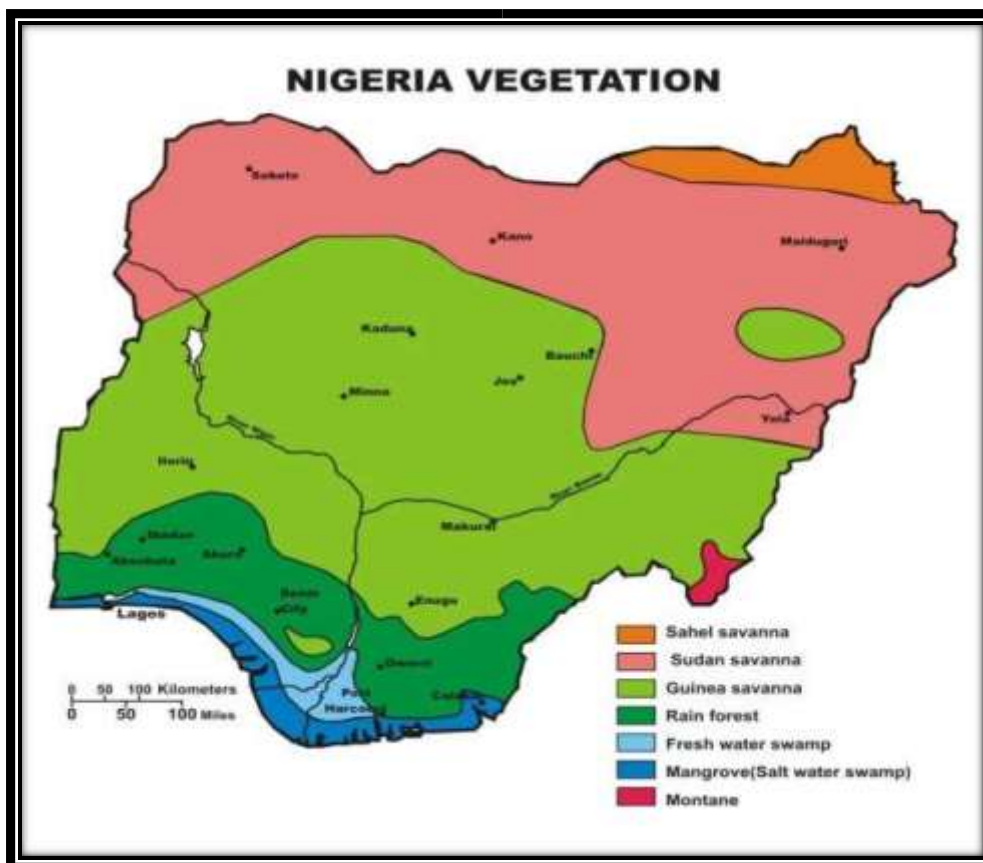 NIGERIA VEGETATION
Sokoto
Kano
Maiduguri
Kaduna
Bauchi
Jos
Minna
Yola
River Niger
Ilorin
River Benue
Makurdi
Ibadan
Abeokuta
Akure
Benin
City
Enugu
Lagos
Owerri
Port
Harcourt
Calabar
Sahel savanna
Sudan savanna
Guinea savanna
Rain forest
Fresh water swamp
Mangrove(Salt water swamp)
Montane
0 50 100 Kilometers
0 50 100 Miles